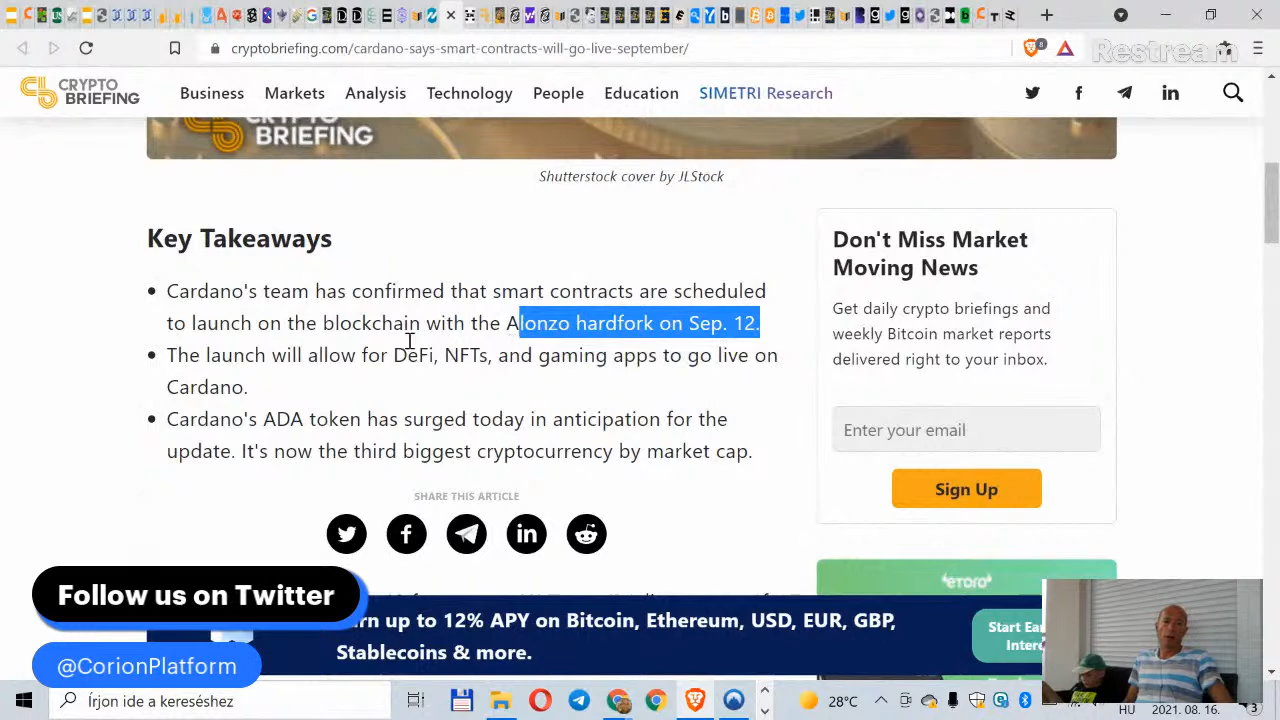 cryptobriefing.com/cardano-says-smart-contracts-will-go-live-september/
8
Restream
CRYPTO
BRIEFING
Business
Markets
Analysis
Technology
People
Education
SIMETRI Research
CRYPTO
BRIEFING
Shutterstock cover by JLStock
Key Takeaways
Cardano's team has confirmed that smart contracts are scheduled
to launch on the blockchain with the Alonzo hardfork on Sep. 12.
The launch will allow for DeFi, NFTs, and gaming apps to go live on
Cardano.
Cardano's ADA token has surged today in anticipation for the
update. It's now the third biggest cryptocurrency by market cap.
SHARE THIS ARTICLE
Don't Miss Market
Moving News
Get daily crypto briefings and
weekly Bitcoin market reports
delivered right to your inbox.
Enter your email
Sign Up
eTORO
Follow us on Twitter
@CorionPlatform
up to 12% APY on Bitcoin, Ethereum, USD, EUR, GBP,
Stablecoins & more.
Start
Írjon ide a kereséshez
28°C
HU
2021. 08. 16.